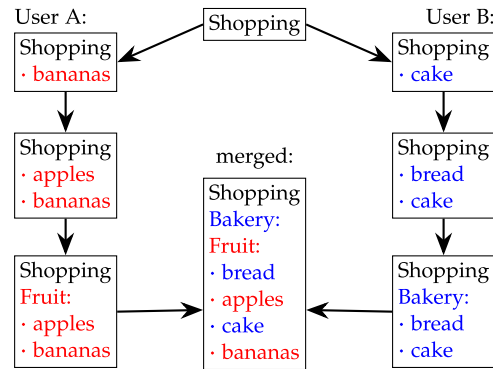 User A:
Shopping
User B:
Shopping
· bananas
Shopping
· cake
Shopping
· apples
· bananas
Shopping
· bread
· cake
merged:
Shopping
Bakery:
Fruit:
· bread
· apples
· cake
· bananas
Shopping
Fruit:
· apples
· bananas
Shopping
Bakery:
· bread
· cake